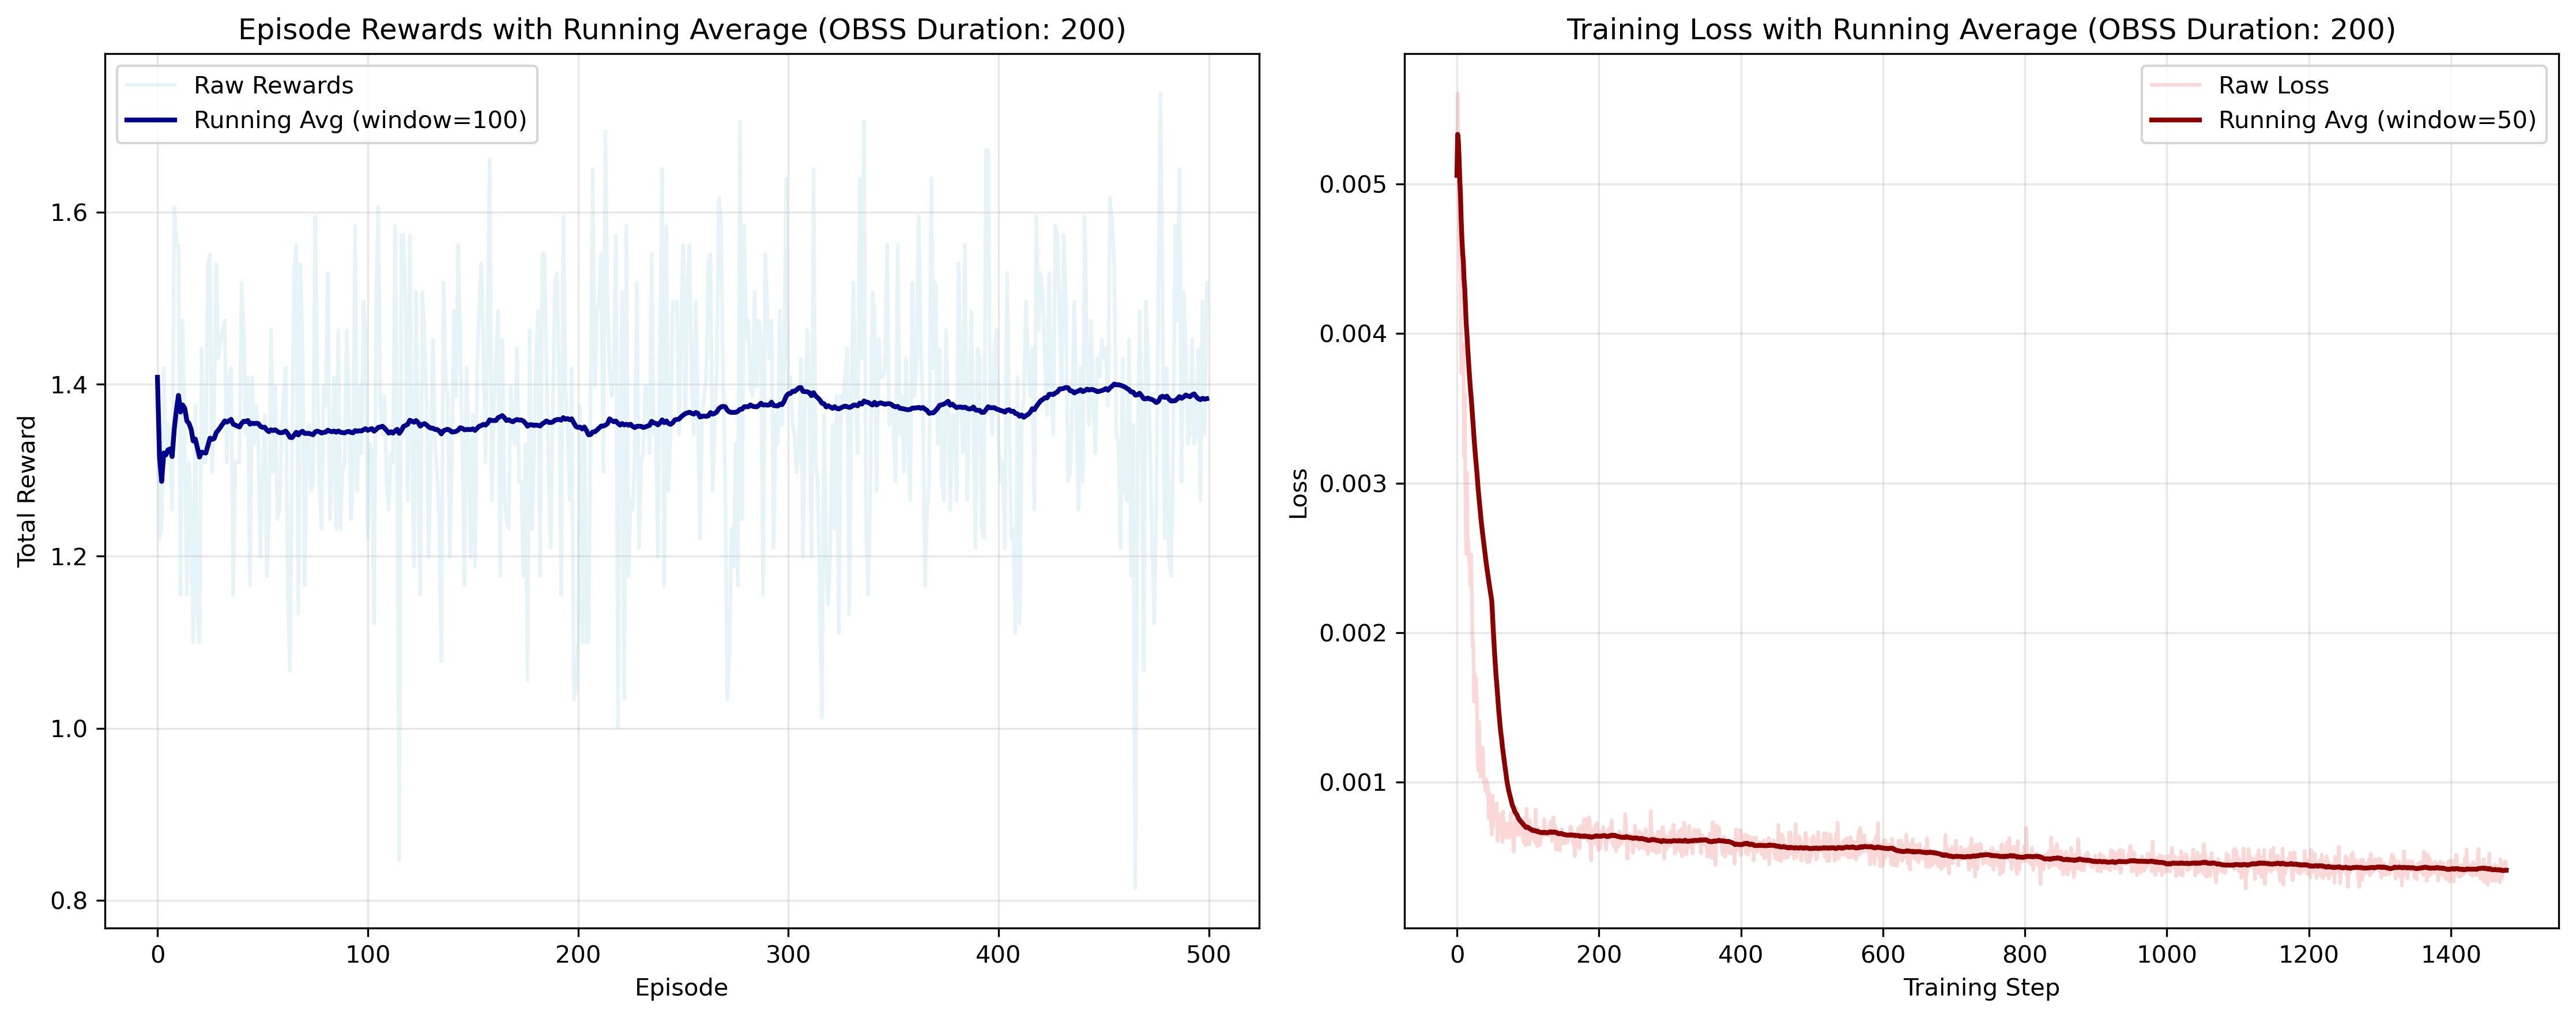 Episode Rewards with Running Average (OBSS Duration: 200)
Raw Rewards
Running Avg (window=100)
Total Reward
1.6
1.4
1.2
1.0
0.8
0
100
200
300
400
500
Episode
Training Loss with Running Average (OBSS Duration: 200)
Raw Loss
Running Avg (window=50)
Loss
0.005
0.004
0.003
0.002
0.001
0
200
400
600
800
1000
1200
1400
Training Step